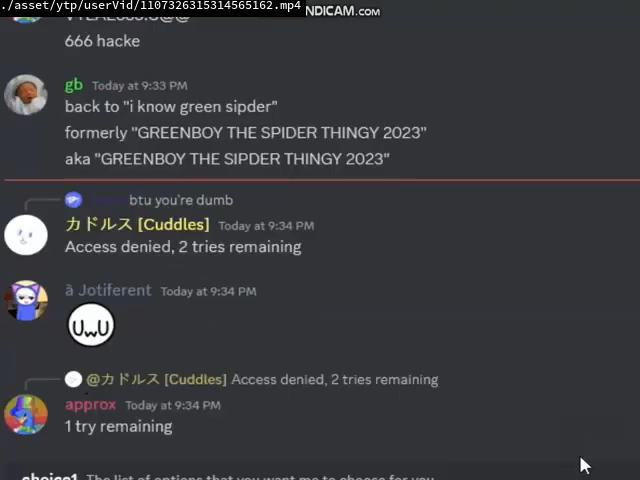 ./asset/ytp/userVid/1107326315314565162.mp4
NDICAM.COM
666 hacke
gb Today at 9:33 PM
back to "i know green sipder"
formerly "GREENBOY THE SPIDER THINGY 2023"
aka "GREENBOY THE SIPDER THINGY 2023"
btu you're dumb
カドルス [Cuddles] Today at 9:34 PM
Access denied, 2 tries remaining
à Jotiferent Today at 9:34 PM
UwU
@カドルス [Cuddles] Access denied, 2 tries remaining
approx Today at 9:34 PM
1 try remaining
choice1 The list of options that you want me to choose for you